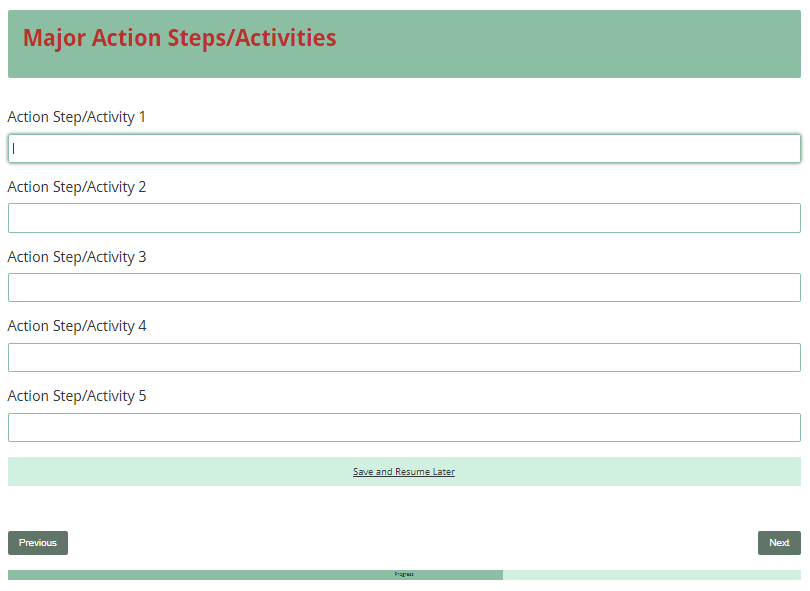 Major Action Steps/Activities
Action Step/Activity 1
Action Step/Activity 2
Action Step/Activity 3
Action Step/Activity 4
Action Step/Activity 5
Save and Resume Later
Previous
Next
Progress